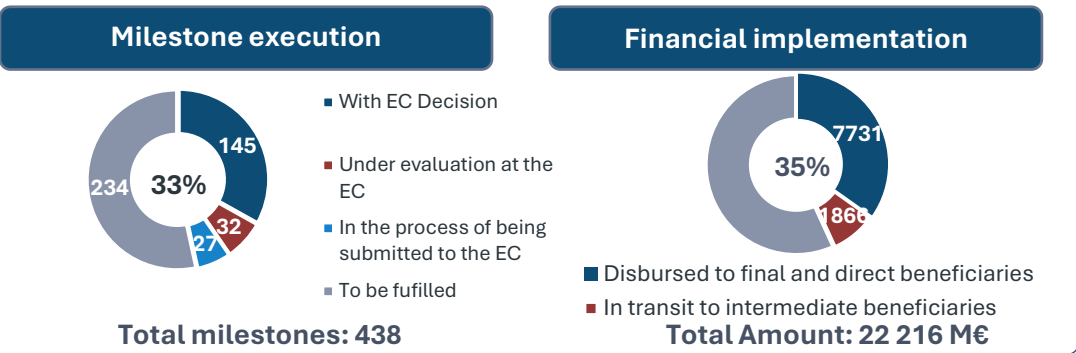 Milestone execution
145
32
27
234
33%
With EC Decision
Under evaluation at the
EC
In the process of being
submitted to the EC
To be fufilled
Total milestones: 438
Financial implementation
7731
1866
35%
Disbursed to final and direct beneficiaries
In transit to intermediate beneficiaries
Total Amount: 22 216 M€